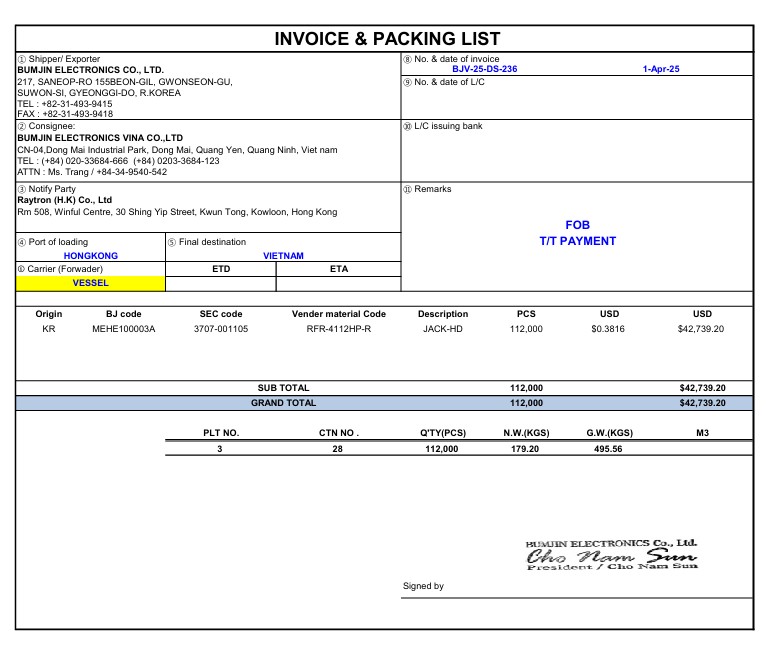 INVOICE & PACKING LIST
① Shipper/ Exporter
BUMJIN ELECTRONICS CO., LTD.
217, SANEOP-RO 155BEON-GIL, GWONSEON-GU,
SUWON-SI, GYEONGGI-DO, R.KOREA
TEL : +82-31-493-9415
FAX : +82-31-493-9418
⑧ No. & date of invoice
BJV-25-DS-236 1-Apr-25
⑨ No. & date of L/C
② Consignee:
BUMJIN ELECTRONICS VINA CO.,LTD
CN-04,Dong Mai Industrial Park, Dong Mai, Quang Yen, Quang Ninh, Viet nam
TEL : (+84) 020-33684-666 (+84) 0203-3684-123
ATTN : Ms. Trang / +84-34-9540-542
⑩ L/C issuing bank
③ Notify Party
Raytron (H.K) Co., Ltd
Rm 508, Winful Centre, 30 Shing Yip Street, Kwun Tong, Kowloon, Hong Kong
⑪ Remarks
FOB
T/T PAYMENT
④ Port of loading
HONGKONG
⑤ Final destination
VIETNAM
⑥ Carrier (Forwader)
VESSEL
ETD ETA
Origin BJ code SEC code Vender material Code Description PCS USD USD
KR MEHE100003A 3707-001105 RFR-4112HP-R JACK-HD 112,000 $0.3816 $42,739.20
SUB TOTAL 112,000 $42,739.20
GRAND TOTAL 112,000 $42,739.20
PLT NO. CTN NO . Q'TY(PCS) N.W.(KGS) G.W.(KGS) M3
3 28 112,000 179.20 495.56
BUMJIN ELECTRONICS Co., Ltd.
Cho Nam Sun
President / Cho Nam Sun
Signed by